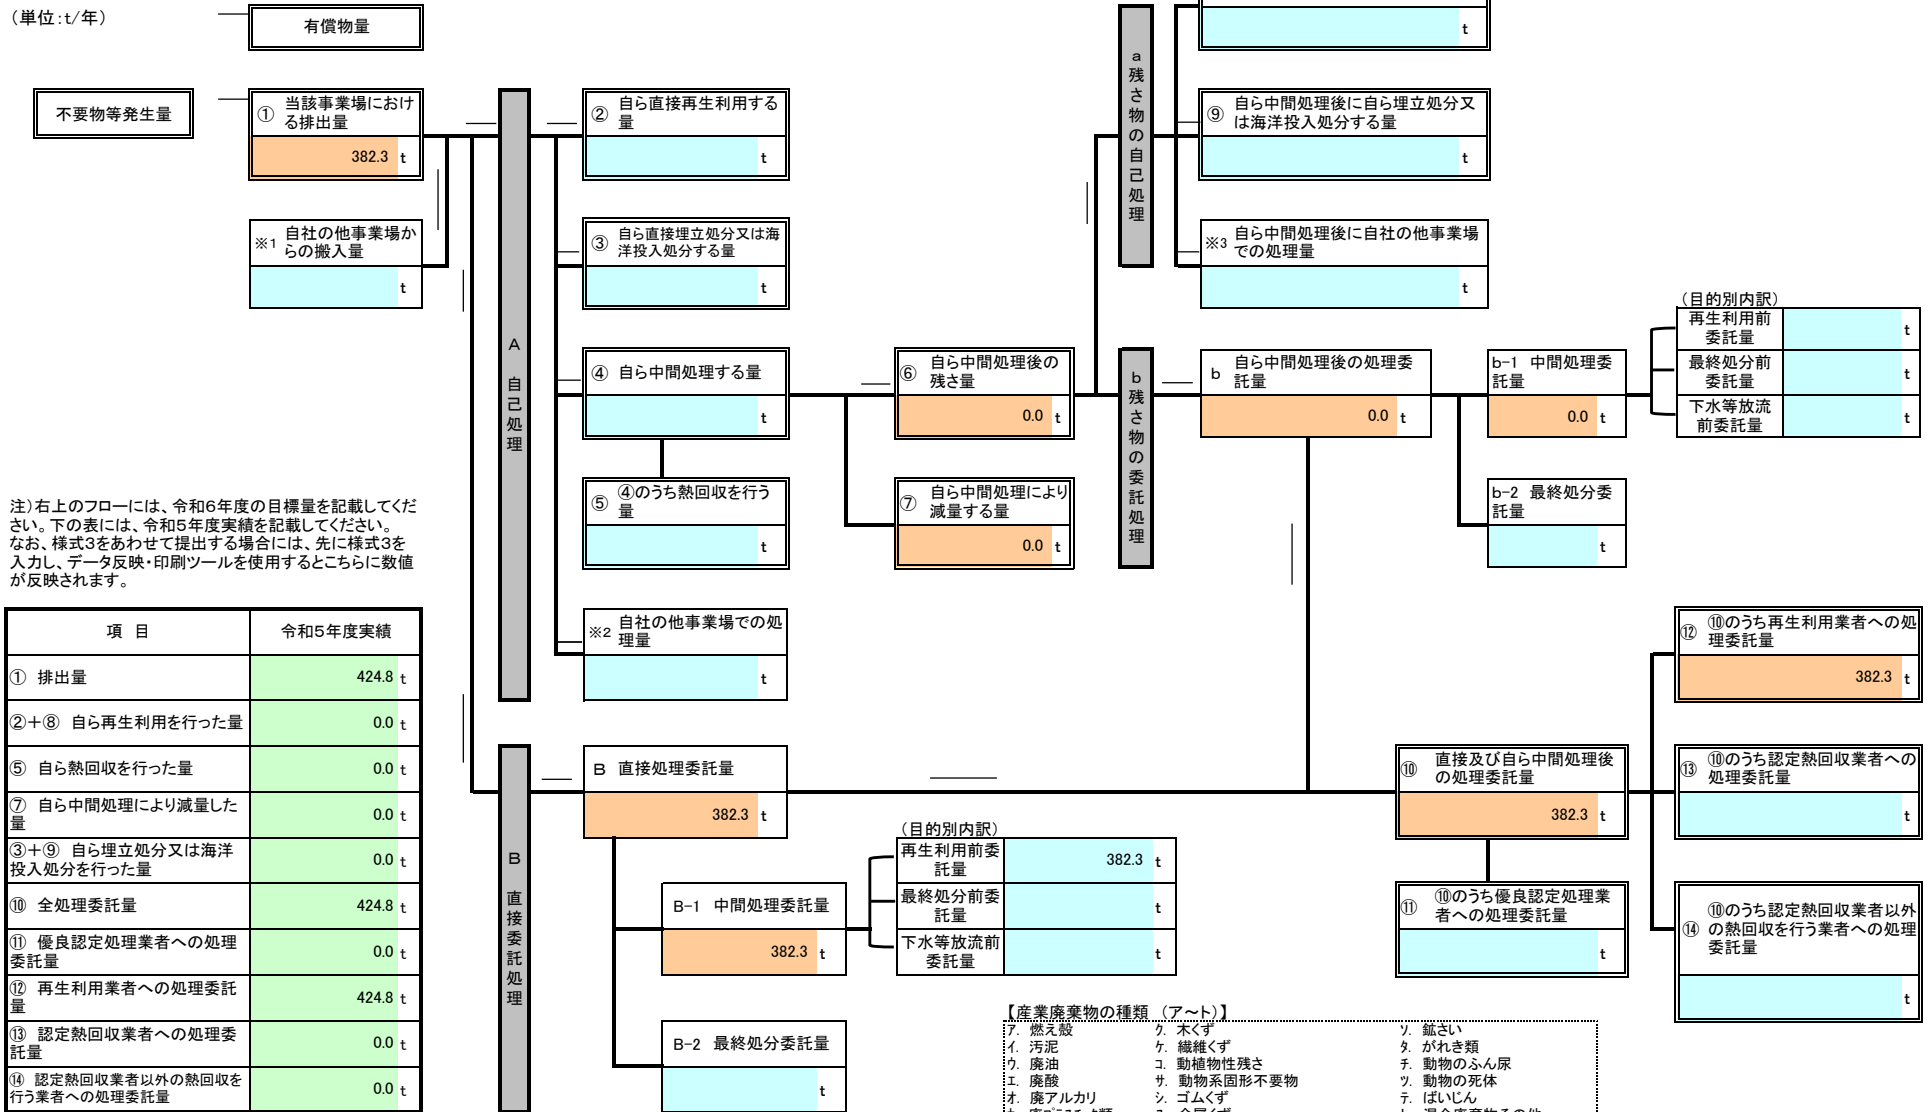 (単位:t/年)
有償物量
不要物等発生量
① 当該事業場におけ
る排出量
382.3 t
※1 自社の他事業場か
らの搬入量
t
A 自己処理
② 自ら直接再生利用する
量
t
③ 自ら直接埋立処分又は海
洋投入処分する量
t
④ 自ら中間処理する量
t
⑤ ④のうち熱回収を行う
量
t
※2 自社の他事業場での処
理量
t
⑥ 自ら中間処理後の
残さ量
0.0 t
⑦ 自ら中間処理により
減量する量
0.0 t
a 残さ物の自己処理
t
⑨ 自ら中間処理後に自ら埋立処分又
は海洋投入処分する量
t
※3 自ら中間処理後に自社の他事業場
での処理量
t
b 残さ物の委託処理
b 自ら中間処理後の処理委
託量
0.0 t
b-1 中間処理委
託量
0.0 t
(目的別内訳)
再生利用前
委託量
t
最終処分前
委託量
t
下水等放流
前委託量
t
b-2 最終処分委
託量
t
注)右上のフローには、令和6年度の目標量を記載してくだ
さい。下の表には、令和5年度実績を記載してください。
なお、様式3をあわせて提出する場合には、先に様式3を
入力し、データ反映・印刷ツールを使用するとこちらに数値
が反映されます。
項 目 令和5年度実績
① 排出量 424.8 t
②+⑧ 自ら再生利用を行った量 0.0 t
⑤ 自ら熱回収を行った量 0.0 t
⑦ 自ら中間処理により減量した
量 0.0 t
③+⑨ 自ら埋立処分又は海洋
投入処分を行った量 0.0 t
⑩ 全処理委託量 424.8 t
⑪ 優良認定処理業者への処理
委託量 0.0 t
⑫ 再生利用業者への処理委託
量 424.8 t
⑬ 認定熱回収業者への処理委
託量 0.0 t
⑭ 認定熱回収業者以外の熱回収を
行う業者への処理委託量 0.0 t
B 直接委託処理
B 直接処理委託量
382.3 t
B-1 中間処理委託量
382.3 t
(目的別内訳)
再生利用前委
託量
382.3 t
最終処分前委
託量
t
下水等放流前
委託量
t
B-2 最終処分委託量
t
⑩ 直接及び自ら中間処理後
の処理委託量
382.3 t
⑪ ⑩のうち優良認定処理業
者への処理委託量
t
⑫ ⑩のうち再生利用業者への処
理委託量
382.3 t
⑬ ⑩のうち認定熱回収業者への
処理委託量
t
⑭ ⑩のうち認定熱回収業者以外
の熱回収を行う業者への処理
委託量
t
【産業廃棄物の種類 (ア~ト)】
ア. 燃え殻 ク. 木くず ソ. 鉱さい
イ. 汚泥 ケ. 繊維くず タ. がれき類
ウ. 廃油 コ. 動植物性残さ チ. 動物のふん尿
エ. 廃酸 サ. 動物系固形不要物 ツ. 動物の死体
オ. 廃アルカリ シ. ゴムくず テ. ばいじん